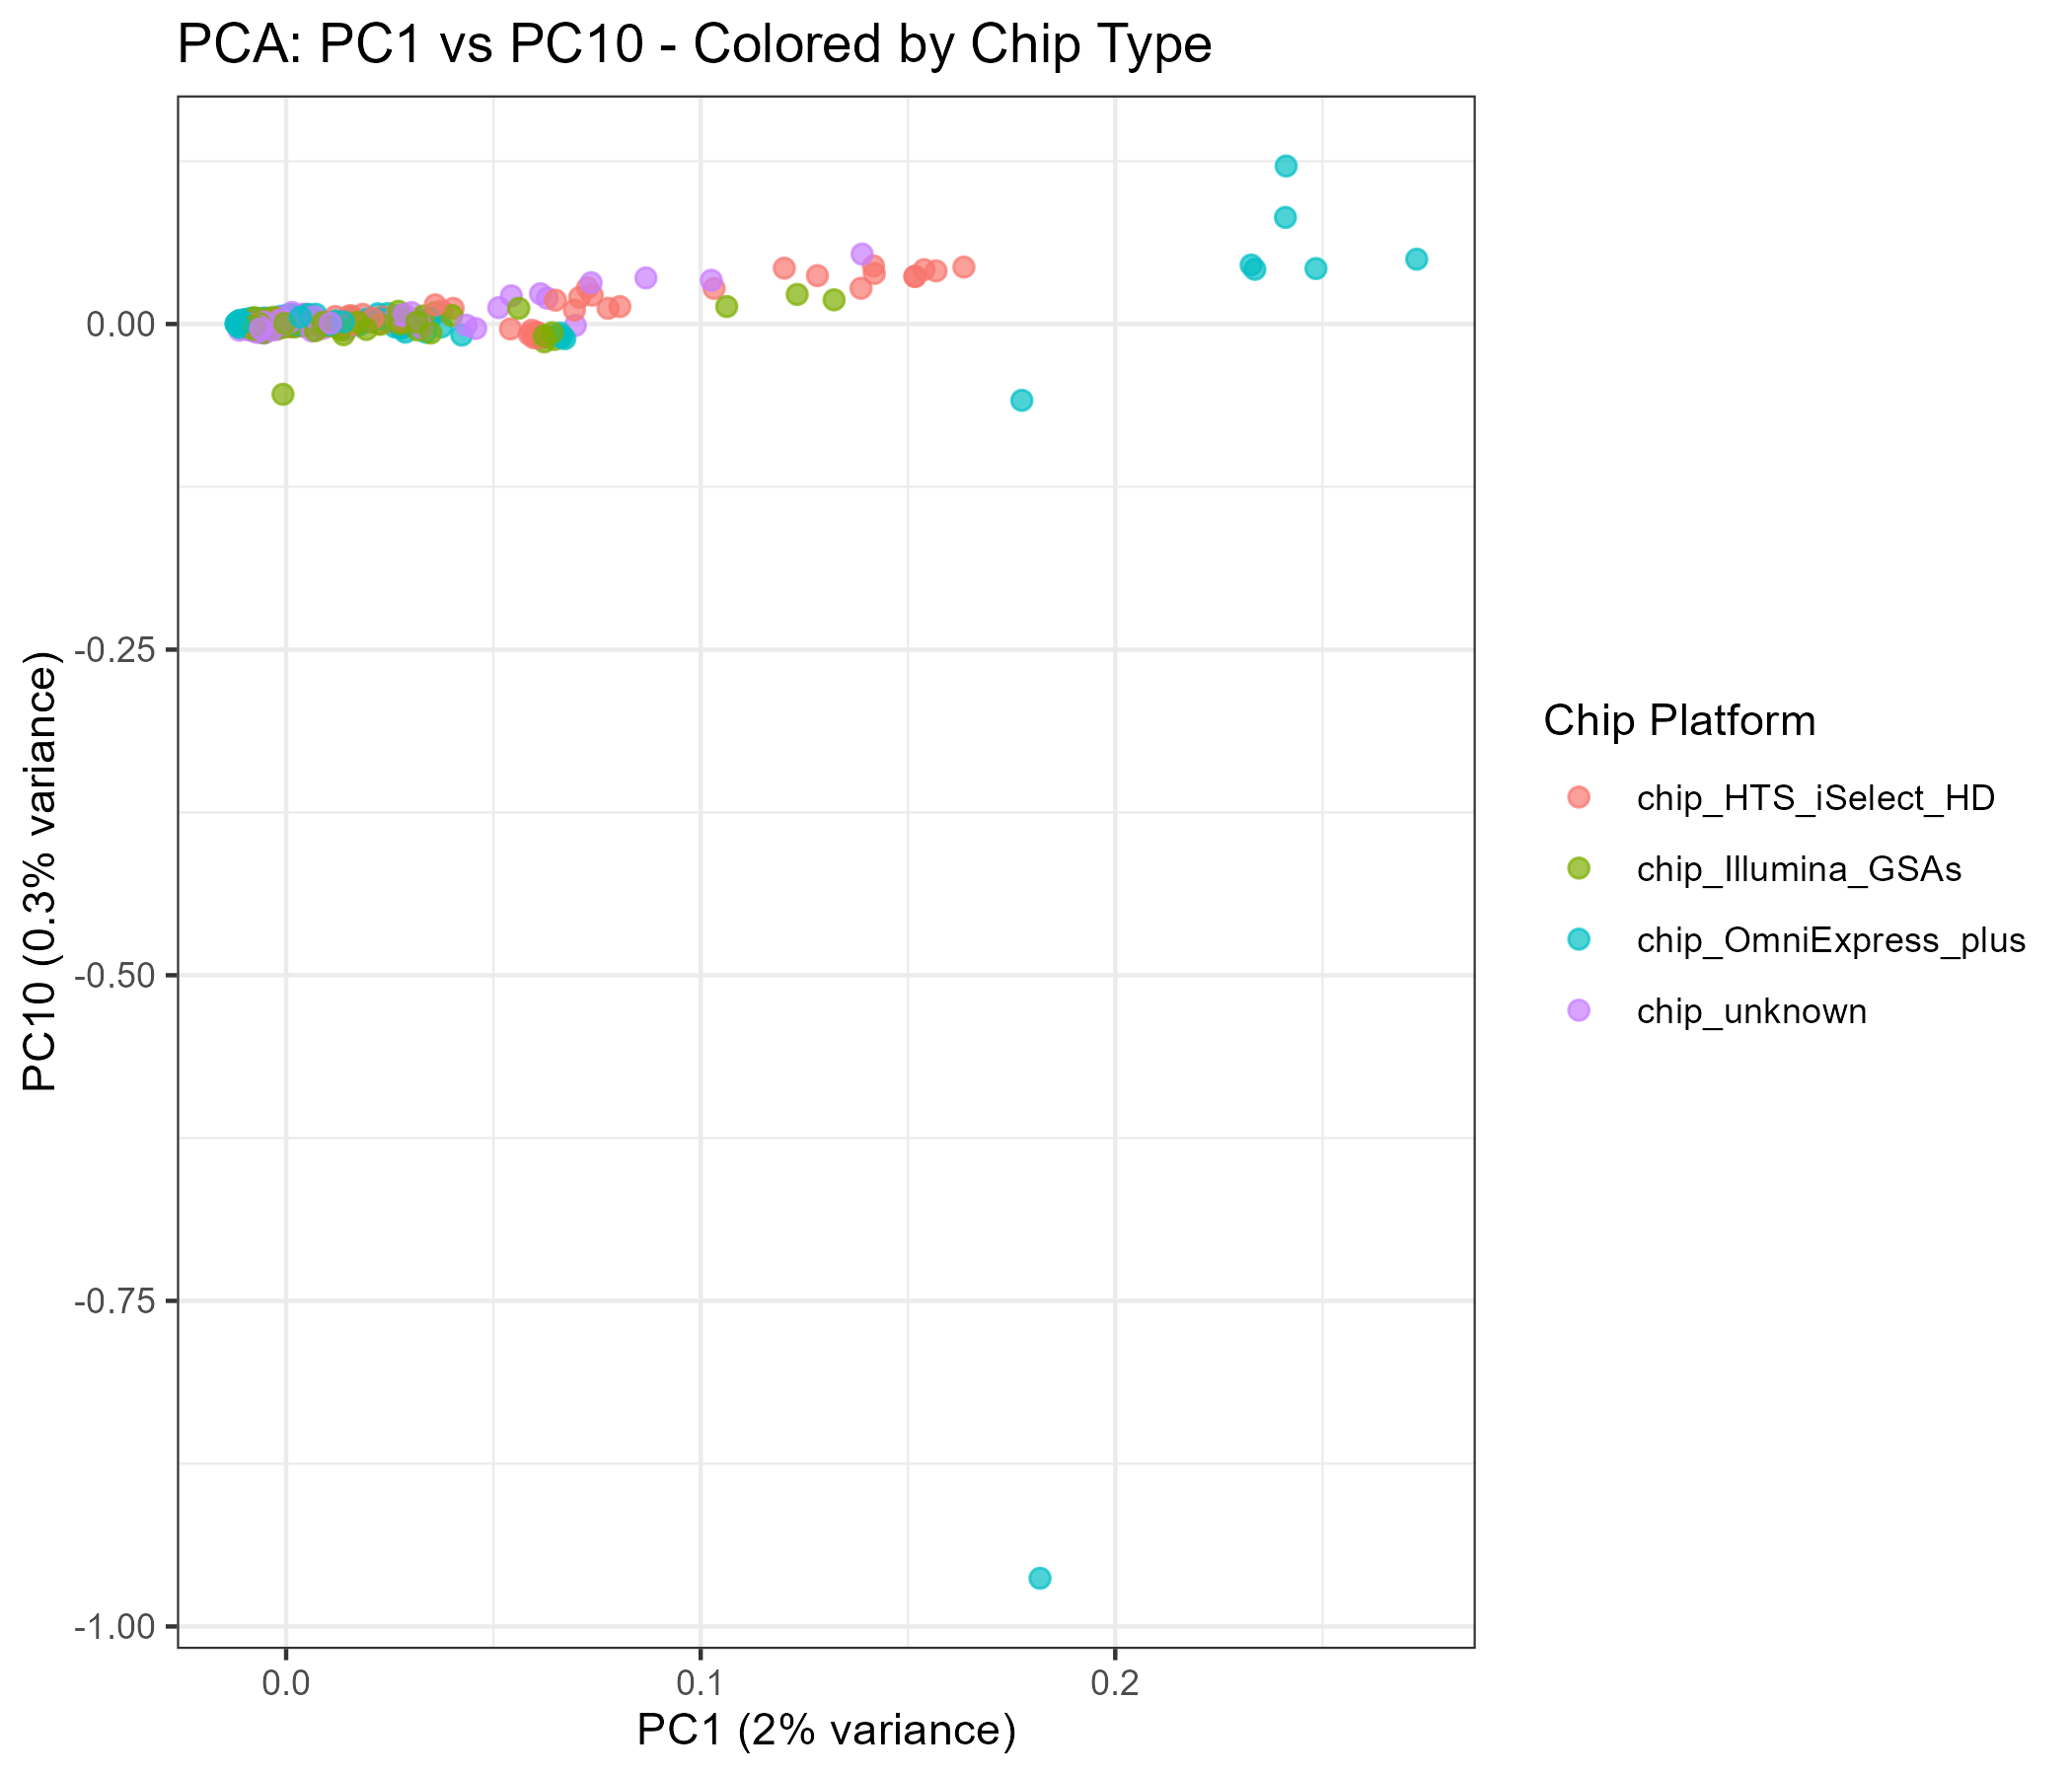 PCA: PC1 vs PC10 - Colored by Chip Type
PC10 (0.3% variance)
0.00
-0.25
-0.50
-0.75
-1.00
0.0
0.1
0.2
PC1 (2% variance)
Chip Platform
chip_HTS_iSelect_HD
chip_Illumina_GSAs
chip_OmniExpress_plus
chip_unknown